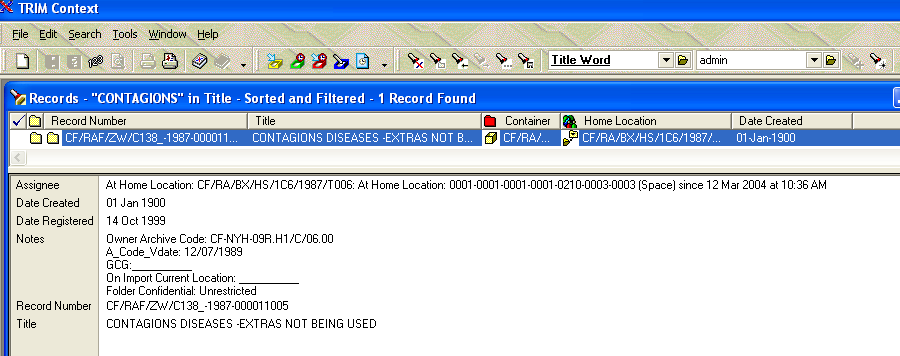 TRIM Context
File Edit Search Tools Window Help
Title Word admin
Records - "CONTAGIONS" in Title - Sorted and Filtered - 1 Record Found
Record Number Title Container Home Location Date Created
CF/RAF/ZW/C138_-1987-000011... CONTAGIONS DISEASES -EXTRAS NOT B... CF/RA/... CF/RA/BX/HS/1C6/1987/... 01-Jan-1900
Assignee At Home Location: CF/RA/BX/HS/1C6/1987/T006: At Home Location: 0001-0001-0001-0001-0210-0003-0003 (Space) since 12 Mar 2004 at 10:36 AM
Date Created 01 Jan 1900
Date Registered 14 Oct 1999
Notes Owner Archive Code: CF-NYH-09R.H1/C/06.00
A_Code_Vdate: 12/07/1989
GCG:__________
On Import Current Location: __________
Folder Confidential: Unrestricted
Record Number CF/RAF/ZW/C138_-1987-000011005
Title CONTAGIONS DISEASES -EXTRAS NOT BEING USED